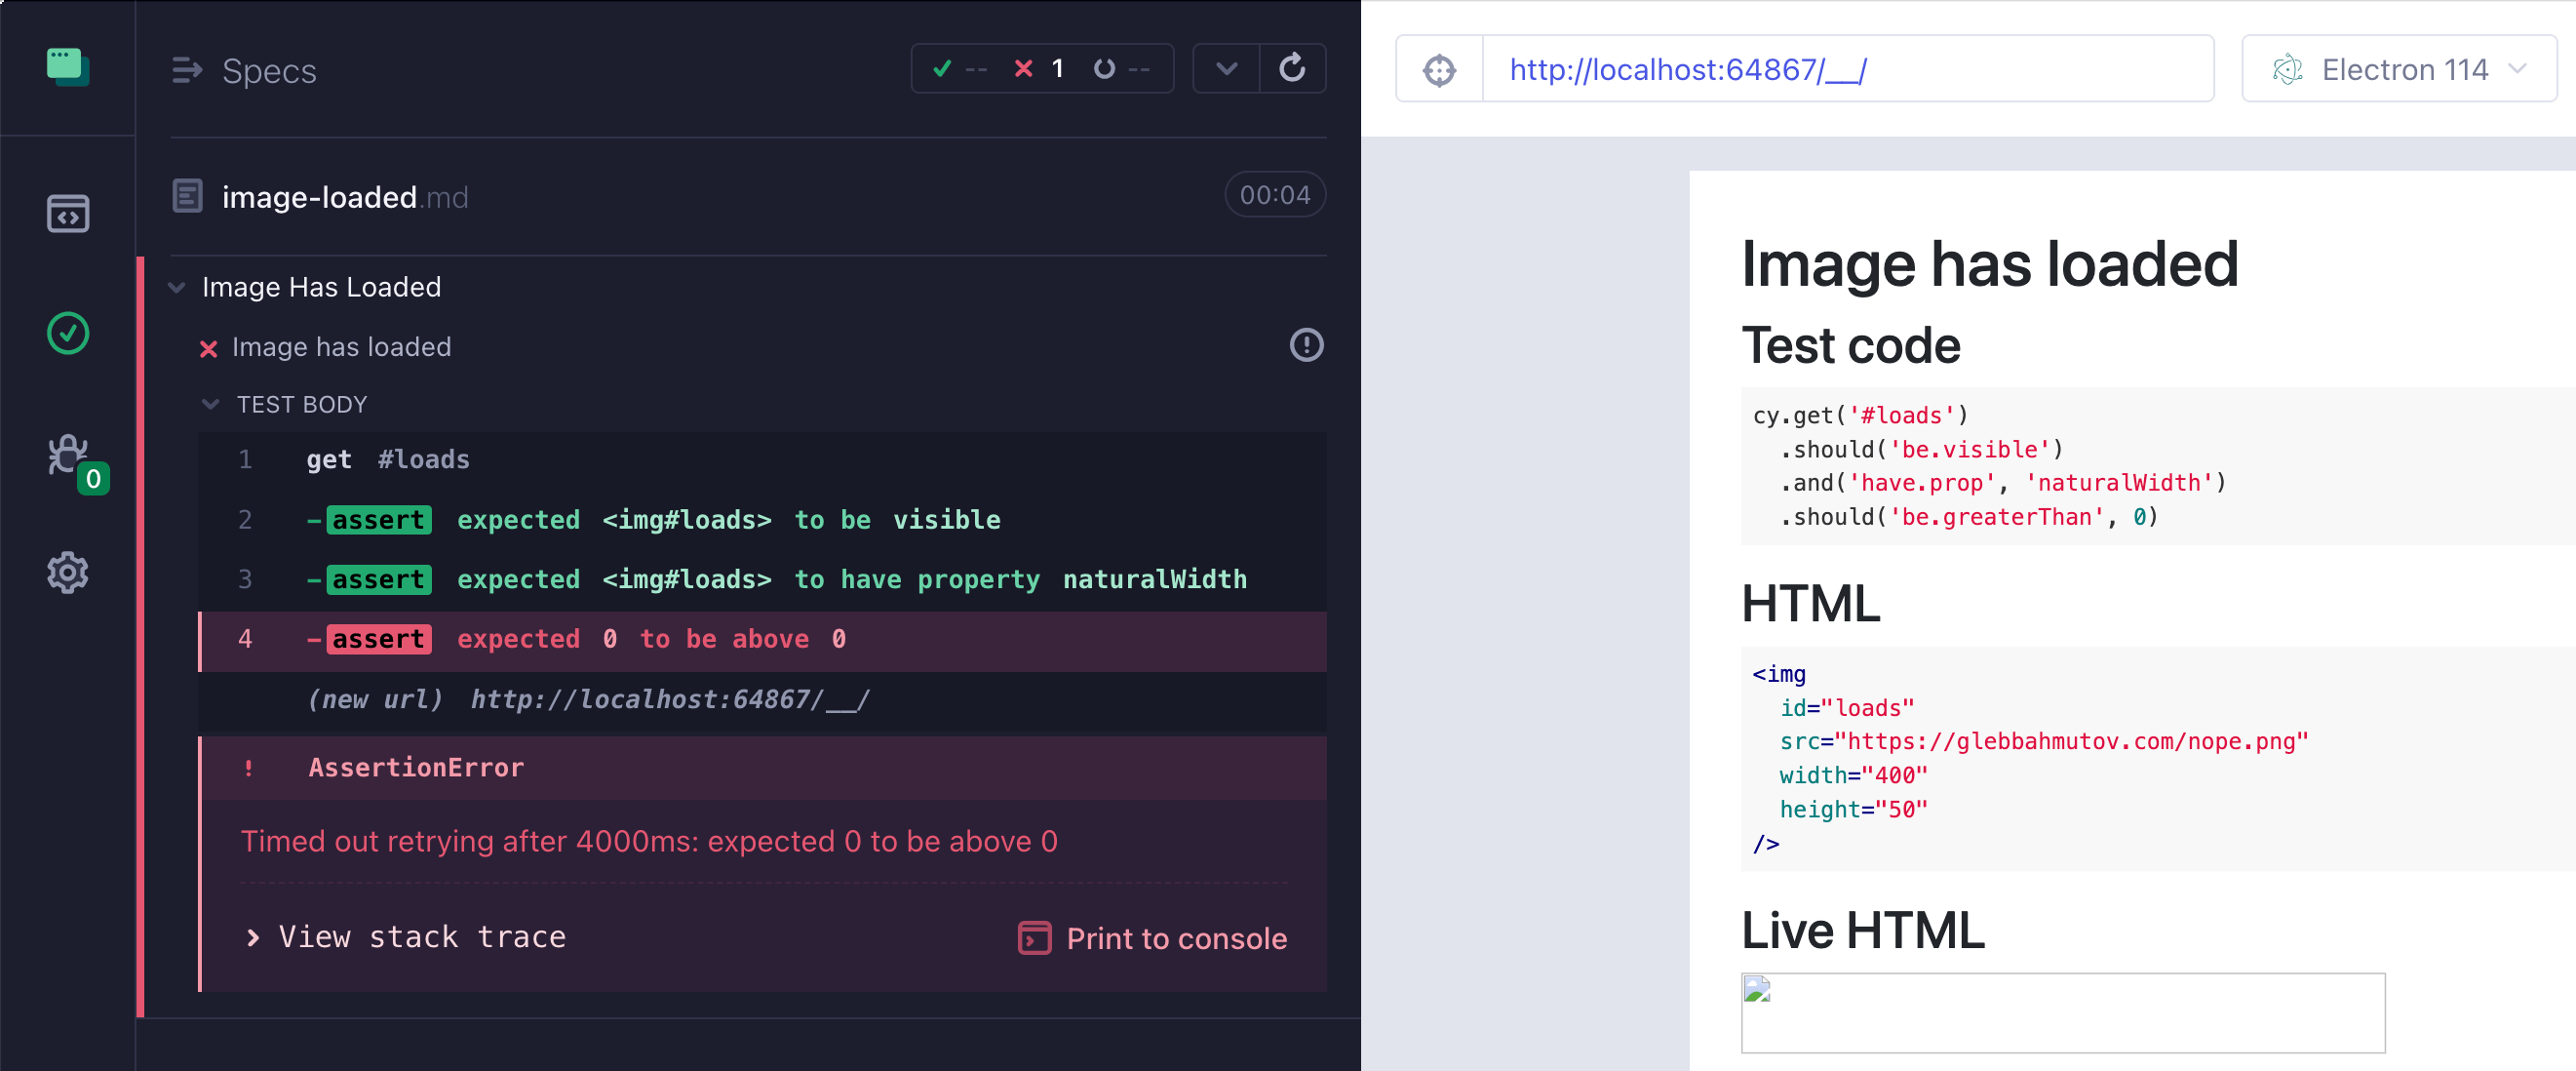 Specs
-- 1 --
image-loaded.md
00:04
Image Has Loaded
Image has loaded
TEST BODY
1 get #loads
2 -assert expected <img#loads> to be visible
3 -assert expected <img#loads> to have property naturalWidth
4 -assert expected 0 to be above 0
(new url) http://localhost:64867/__/
! AssertionError
Timed out retrying after 4000ms: expected 0 to be above 0
View stack trace
Print to console
0
http://localhost:64867/__/
Electron 114
Image has loaded
Test code
cy.get('#loads')
  .should('be.visible')
  .and('have.prop', 'naturalWidth')
  .should('be.greaterThan', 0)
HTML
<img
  id="loads"
  src="https://glebbahmutov.com/nope.png"
  width="400"
  height="50"
/>
Live HTML